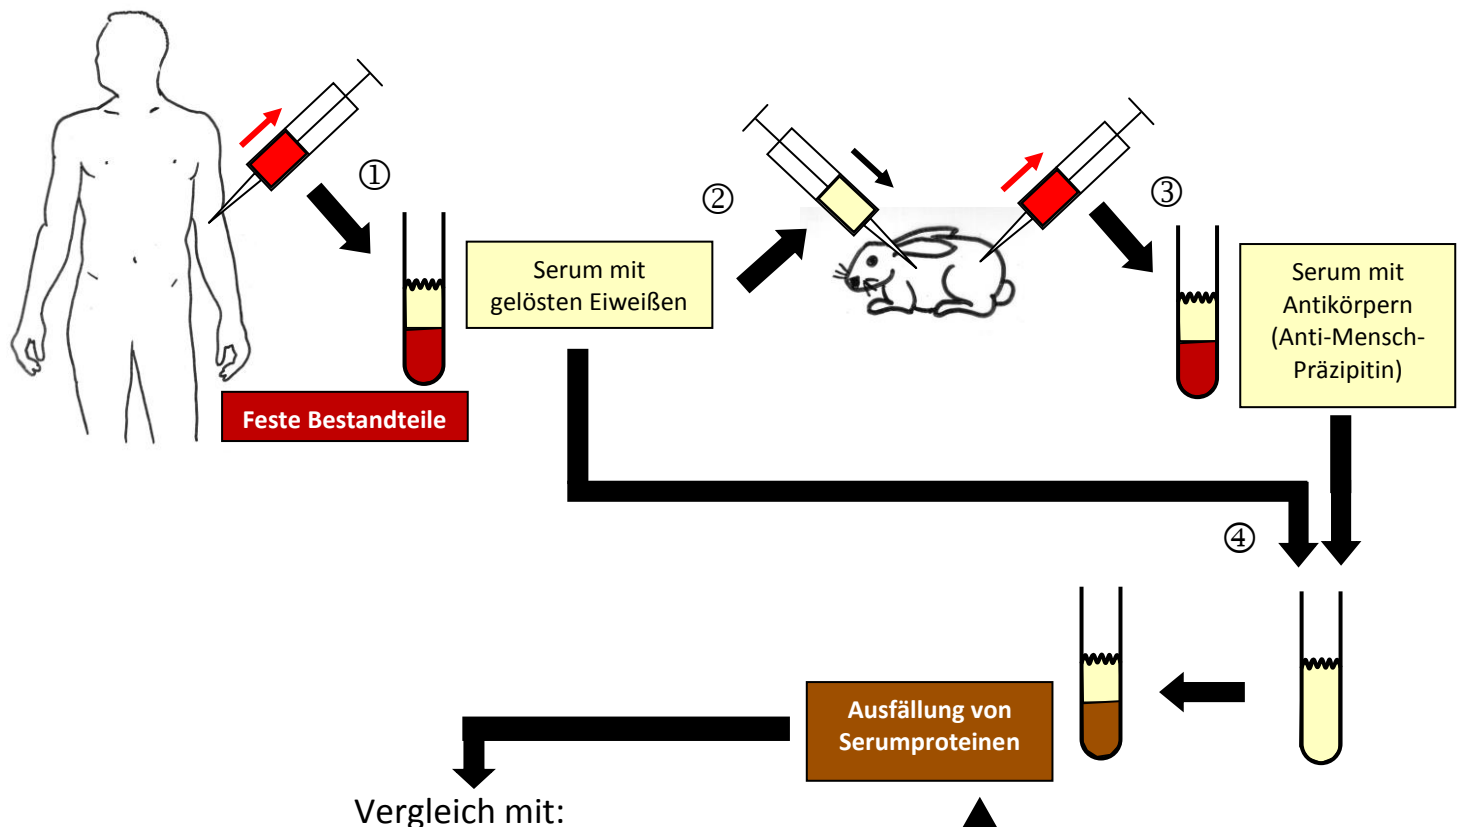 ①
②
③
Serum mit
gelösten Eiweißen
Serum mit
Antikörpern
(Anti-Mensch-
Präzipitin)
Feste Bestandteile
④
Ausfällung von
Serumproteinen
Vergleich mit: